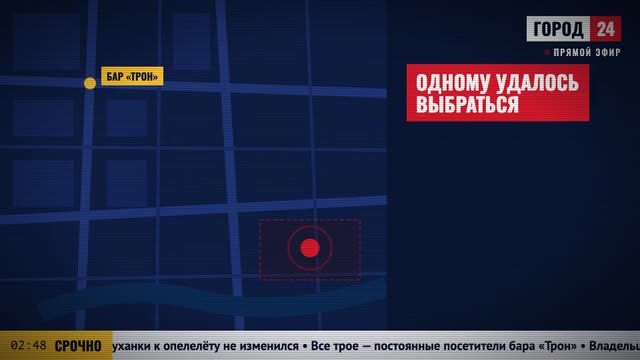 ГОРОД 24
ПРЯМОЙ ЭФИР
БАР «ТРОН»
ОДНОМУ УДАЛОСЬ
ВЫБРАТЬСЯ
02:48 СРОЧНО уханки к опелелёту не изменился • Все трое — постоянные посетители бара «Трон» •